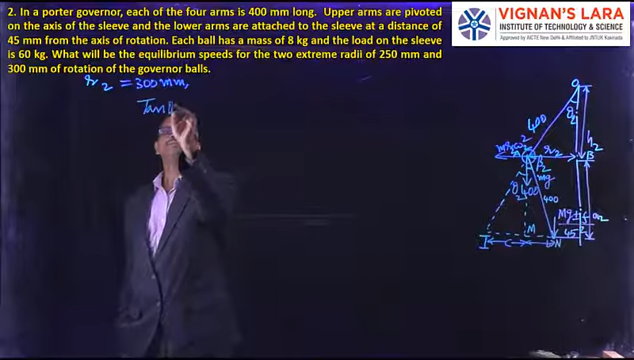 2. In a porter governor, each of the four arms is 400 mm long. Upper arms are pivoted
on the axis of the sleeve and the lower arms are attached to the sleeve at a distance of
45 mm from the axis of rotation. Each ball has a mass of 8 kg and the load on the sleeve
is 60 kg. What will be the equilibrium speeds for the two extreme radii of 250 mm and
300 mm of rotation of the governor balls.
VIGNAN'S LARA
INSTITUTE OF TECHNOLOGY & SCIENCE
Approved by AICTE New Delhi & Affiliated to JNTUK Kakinada
r2 = 300mm,
Tan
400
h2
r2
B
mg
400
400
M
I
C
b
N
45